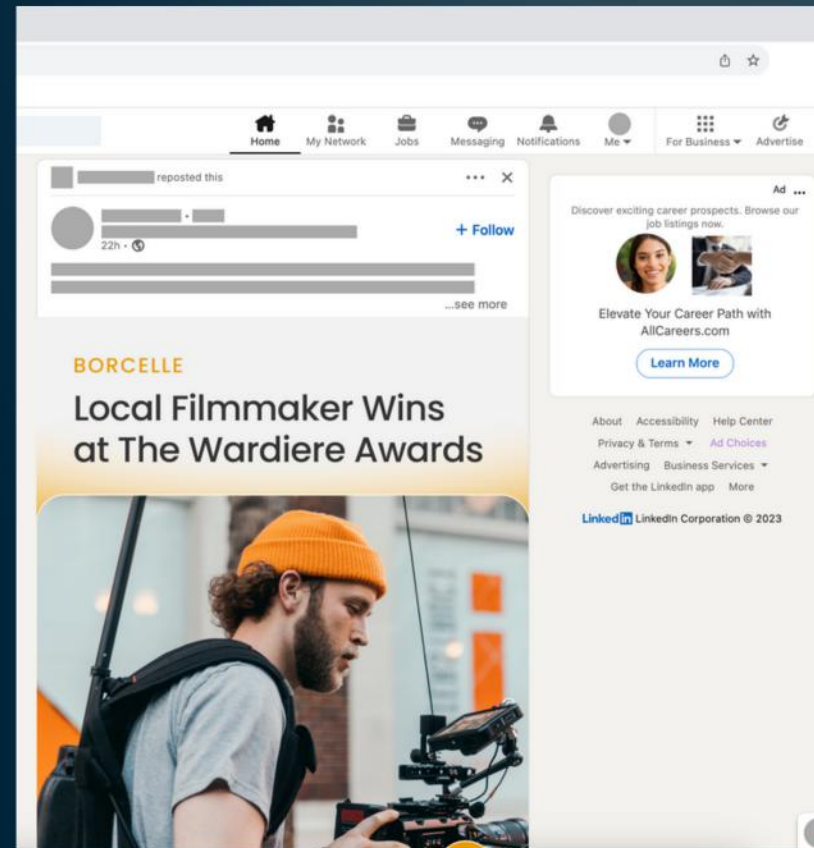 Home
My Network
Jobs
Messaging
Notifications
Me
For Business
Advertise
reposted this
+ Follow
22h •
...see more
BORCELLE
Local Filmmaker Wins
at The Wardiere Awards
Ad ...
Discover exciting career prospects. Browse our
job listings now.
Elevate Your Career Path with
AllCareers.com
Learn More
About Accessibility Help Center
Privacy & Terms Ad Choices
Advertising Business Services
Get the LinkedIn app More
LinkedIn LinkedIn Corporation © 2023